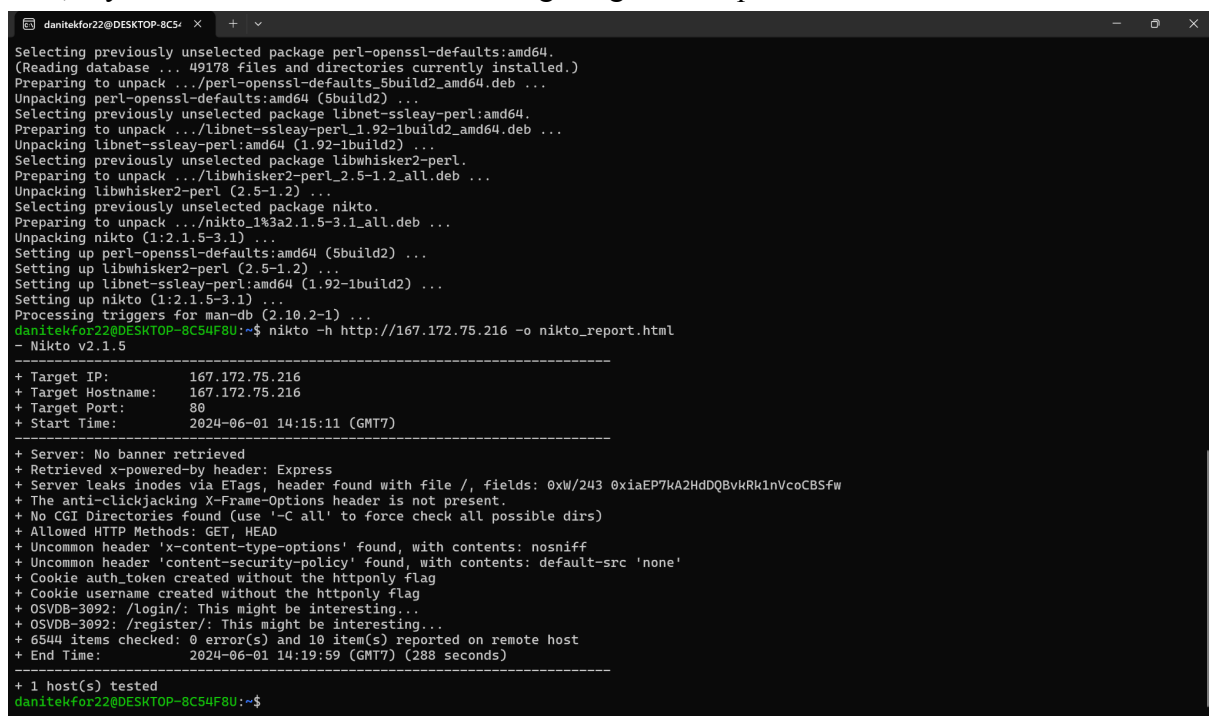 danitekfor22@DESKTOP-8C54
Selecting previously unselected package perl-openssl-defaults:amd64.
(Reading database ... 49178 files and directories currently installed.)
Preparing to unpack .../perl-openssl-defaults_5build2_amd64.deb ...
Unpacking perl-openssl-defaults:amd64 (5build2) ...
Selecting previously unselected package libnet-ssleay-perl:amd64.
Preparing to unpack .../libnet-ssleay-perl_1.92-1build2_amd64.deb ...
Unpacking libnet-ssleay-perl:amd64 (1.92-1build2) ...
Selecting previously unselected package libwhisker2-perl.
Preparing to unpack .../libwhisker2-perl_2.5-1.2_all.deb ...
Unpacking libwhisker2-perl (2.5-1.2) ...
Selecting previously unselected package nikto.
Preparing to unpack .../nikto_1%3a2.1.5-3.1_all.deb ...
Unpacking nikto (1:2.1.5-3.1) ...
Setting up perl-openssl-defaults:amd64 (5build2) ...
Setting up libwhisker2-perl (2.5-1.2) ...
Setting up libnet-ssleay-perl:amd64 (1.92-1build2) ...
Setting up nikto (1:2.1.5-3.1) ...
Processing triggers for man-db (2.10.2-1) ...
danitekfor22@DESKTOP-8C54F8U:~$ nikto -h http://167.172.75.216 -o nikto_report.html
- Nikto v2.1.5
---------------------------------------------------------------------------
+ Target IP:          167.172.75.216
+ Target Hostname:    167.172.75.216
+ Target Port:        80
+ Start Time:         2024-06-01 14:15:11 (GMT7)
---------------------------------------------------------------------------
+ Server: No banner retrieved
+ Retrieved x-powered-by header: Express
+ Server leaks inodes via ETags, header found with file /, fields: 0xW/243 0xiaEP7kA2HdDQBvkRk1nVcoCBSfw
+ The anti-clickjacking X-Frame-Options header is not present.
+ No CGI Directories found (use '-C all' to force check all possible dirs)
+ Allowed HTTP Methods: GET, HEAD
+ Uncommon header 'x-content-type-options' found, with contents: nosniff
+ Uncommon header 'content-security-policy' found, with contents: default-src 'none'
+ Cookie auth_token created without the httponly flag
+ Cookie username created without the httponly flag
+ OSVDB-3092: /login/: This might be interesting...
+ OSVDB-3092: /register/: This might be interesting...
+ 6544 items checked: 0 error(s) and 10 item(s) reported on remote host
+ End Time:           2024-06-01 14:19:59 (GMT7) (288 seconds)
---------------------------------------------------------------------------
+ 1 host(s) tested
danitekfor22@DESKTOP-8C54F8U:~$